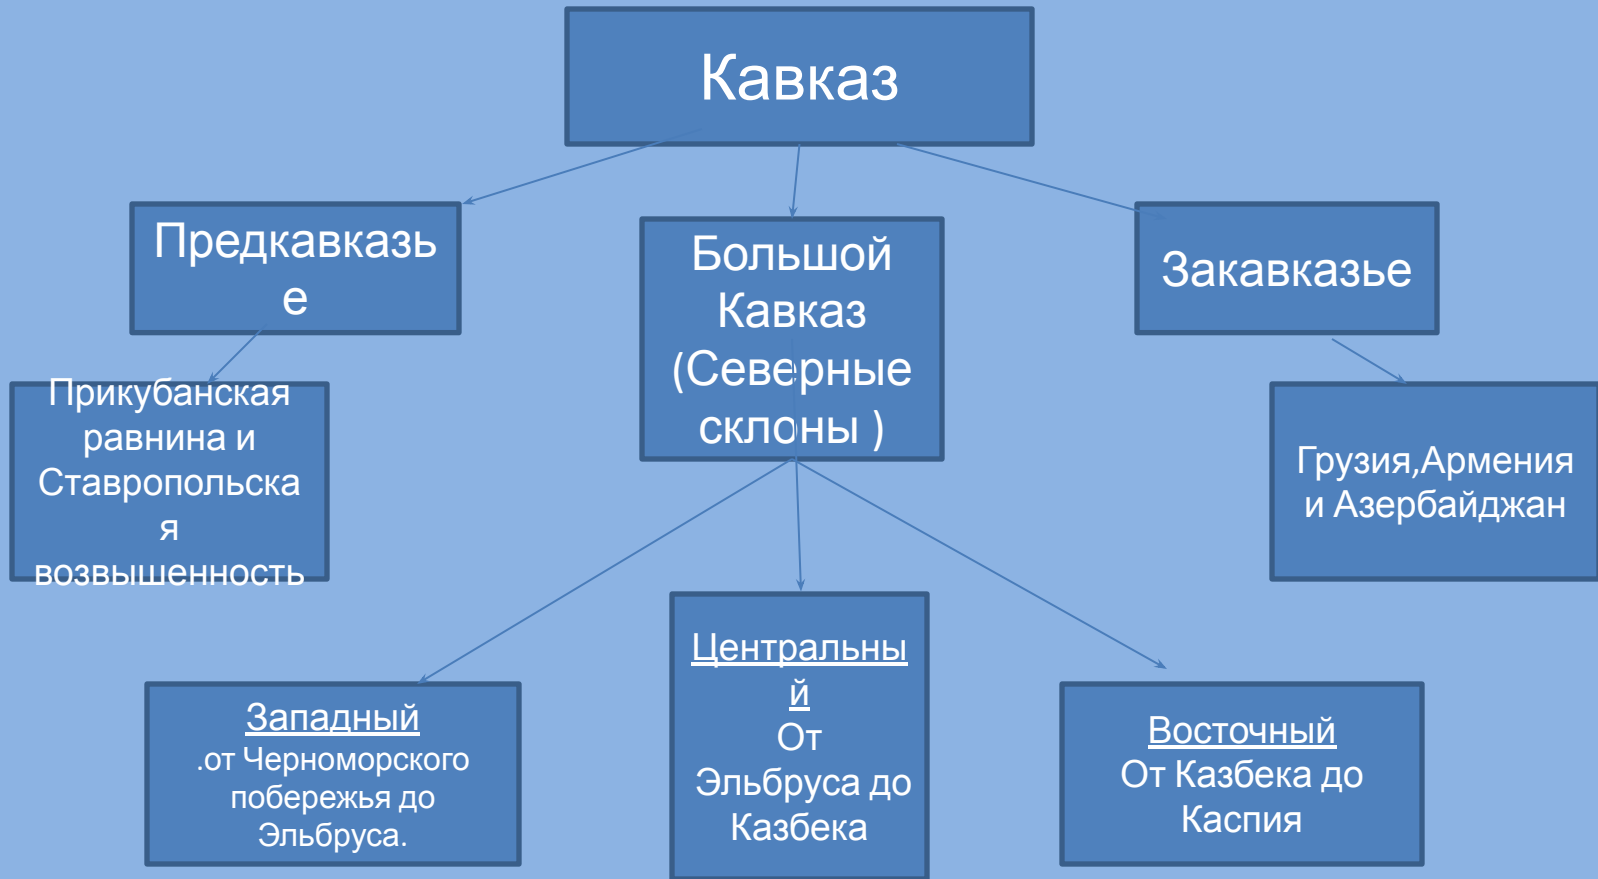 Кавказ
Предкавказь
е
Большой
Кавказ
(Северные
склоны )
Закавказье
Прикубанская
равнина и
Ставропольска
я
возвышенность
Грузия,Армения
и Азербайджан
Западный
.от Черноморского
побережья до
Эльбруса.
Центральны
й
От
Эльбруса до
Казбека
Восточный
От Казбека до
Каспия